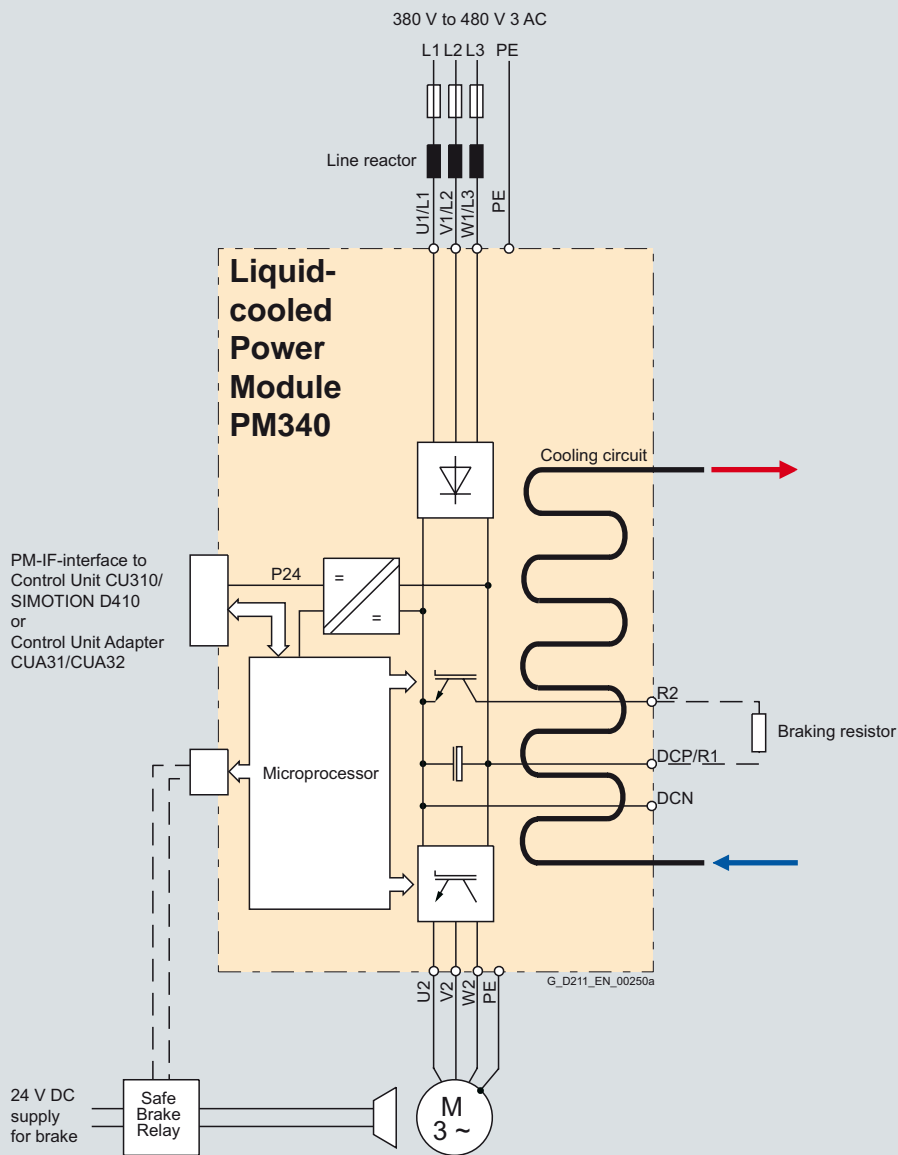 380 V to 480 V 3 AC
L1 L2 L3 PE
Line reactor
U1/L1
V1/L2
W1/L3
PE
Liquid-
cooled
Power
Module
PM340
Cooling circuit
PM-IF-interface to
Control Unit CU310/
SIMOTION D410
or
Control Unit Adapter
CUA31/CUA32
P24
=
=
R2
Braking resistor
DCP/R1
Microprocessor
DCN
G_D211_EN_00250a
U2
V2
W2
PE
24 V DC
supply
for brake
Safe
Brake
Relay
M
3 ~